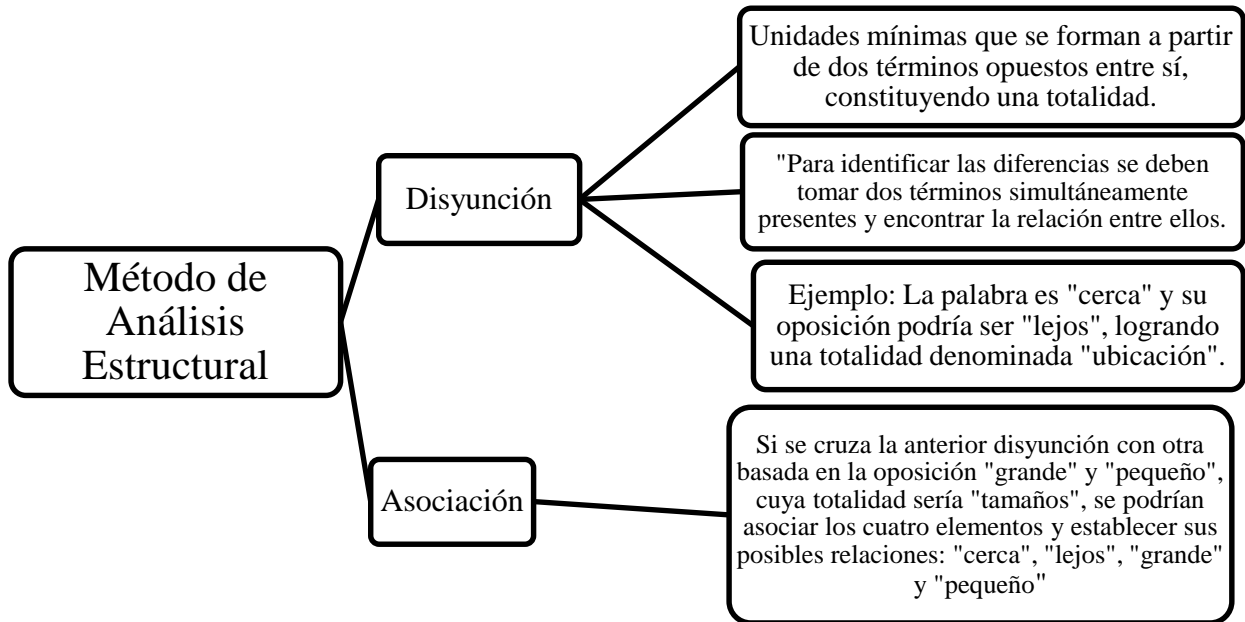 Método de
Análisis
Estructural
Disyunción
Unidades mínimas que se forman a partir
de dos términos opuestos entre sí,
constituyendo una totalidad.
"Para identificar las diferencias se deben
tomar dos términos simultáneamente
presentes y encontrar la relación entre ellos.
Ejemplo: La palabra es "cerca" y su
oposición podría ser "lejos", logrando
una totalidad denominada "ubicación".
Asociación
Si se cruza la anterior disyunción con otra
basada en la oposición "grande" y "pequeño",
cuya totalidad sería "tamaños", se podrían
asociar los cuatro elementos y establecer sus
posibles relaciones: "cerca", "lejos", "grande"
y "pequeño"